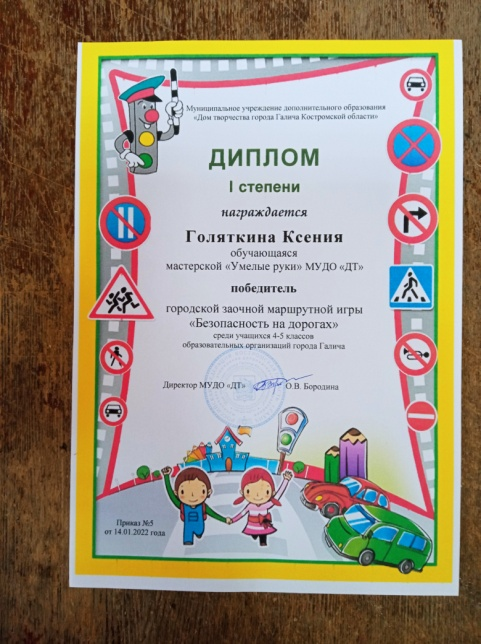 Муниципальное учреждение дополнительного образования
«Дом творчества города Галича Костромской области»
ДИПЛОМ
I степени
награждается
Голяткина Ксения
обучающаяся
мастерской «Умелые руки» МУДО «ДТ»
победитель
городской заочной маршрутной игры
«Безопасность на дорогах»
среди учащихся 4-5 классов
образовательных организаций города Галича
Директор МУДО «ДТ» О.В. Бородина
Приказ №5
от 14.01.2022 года